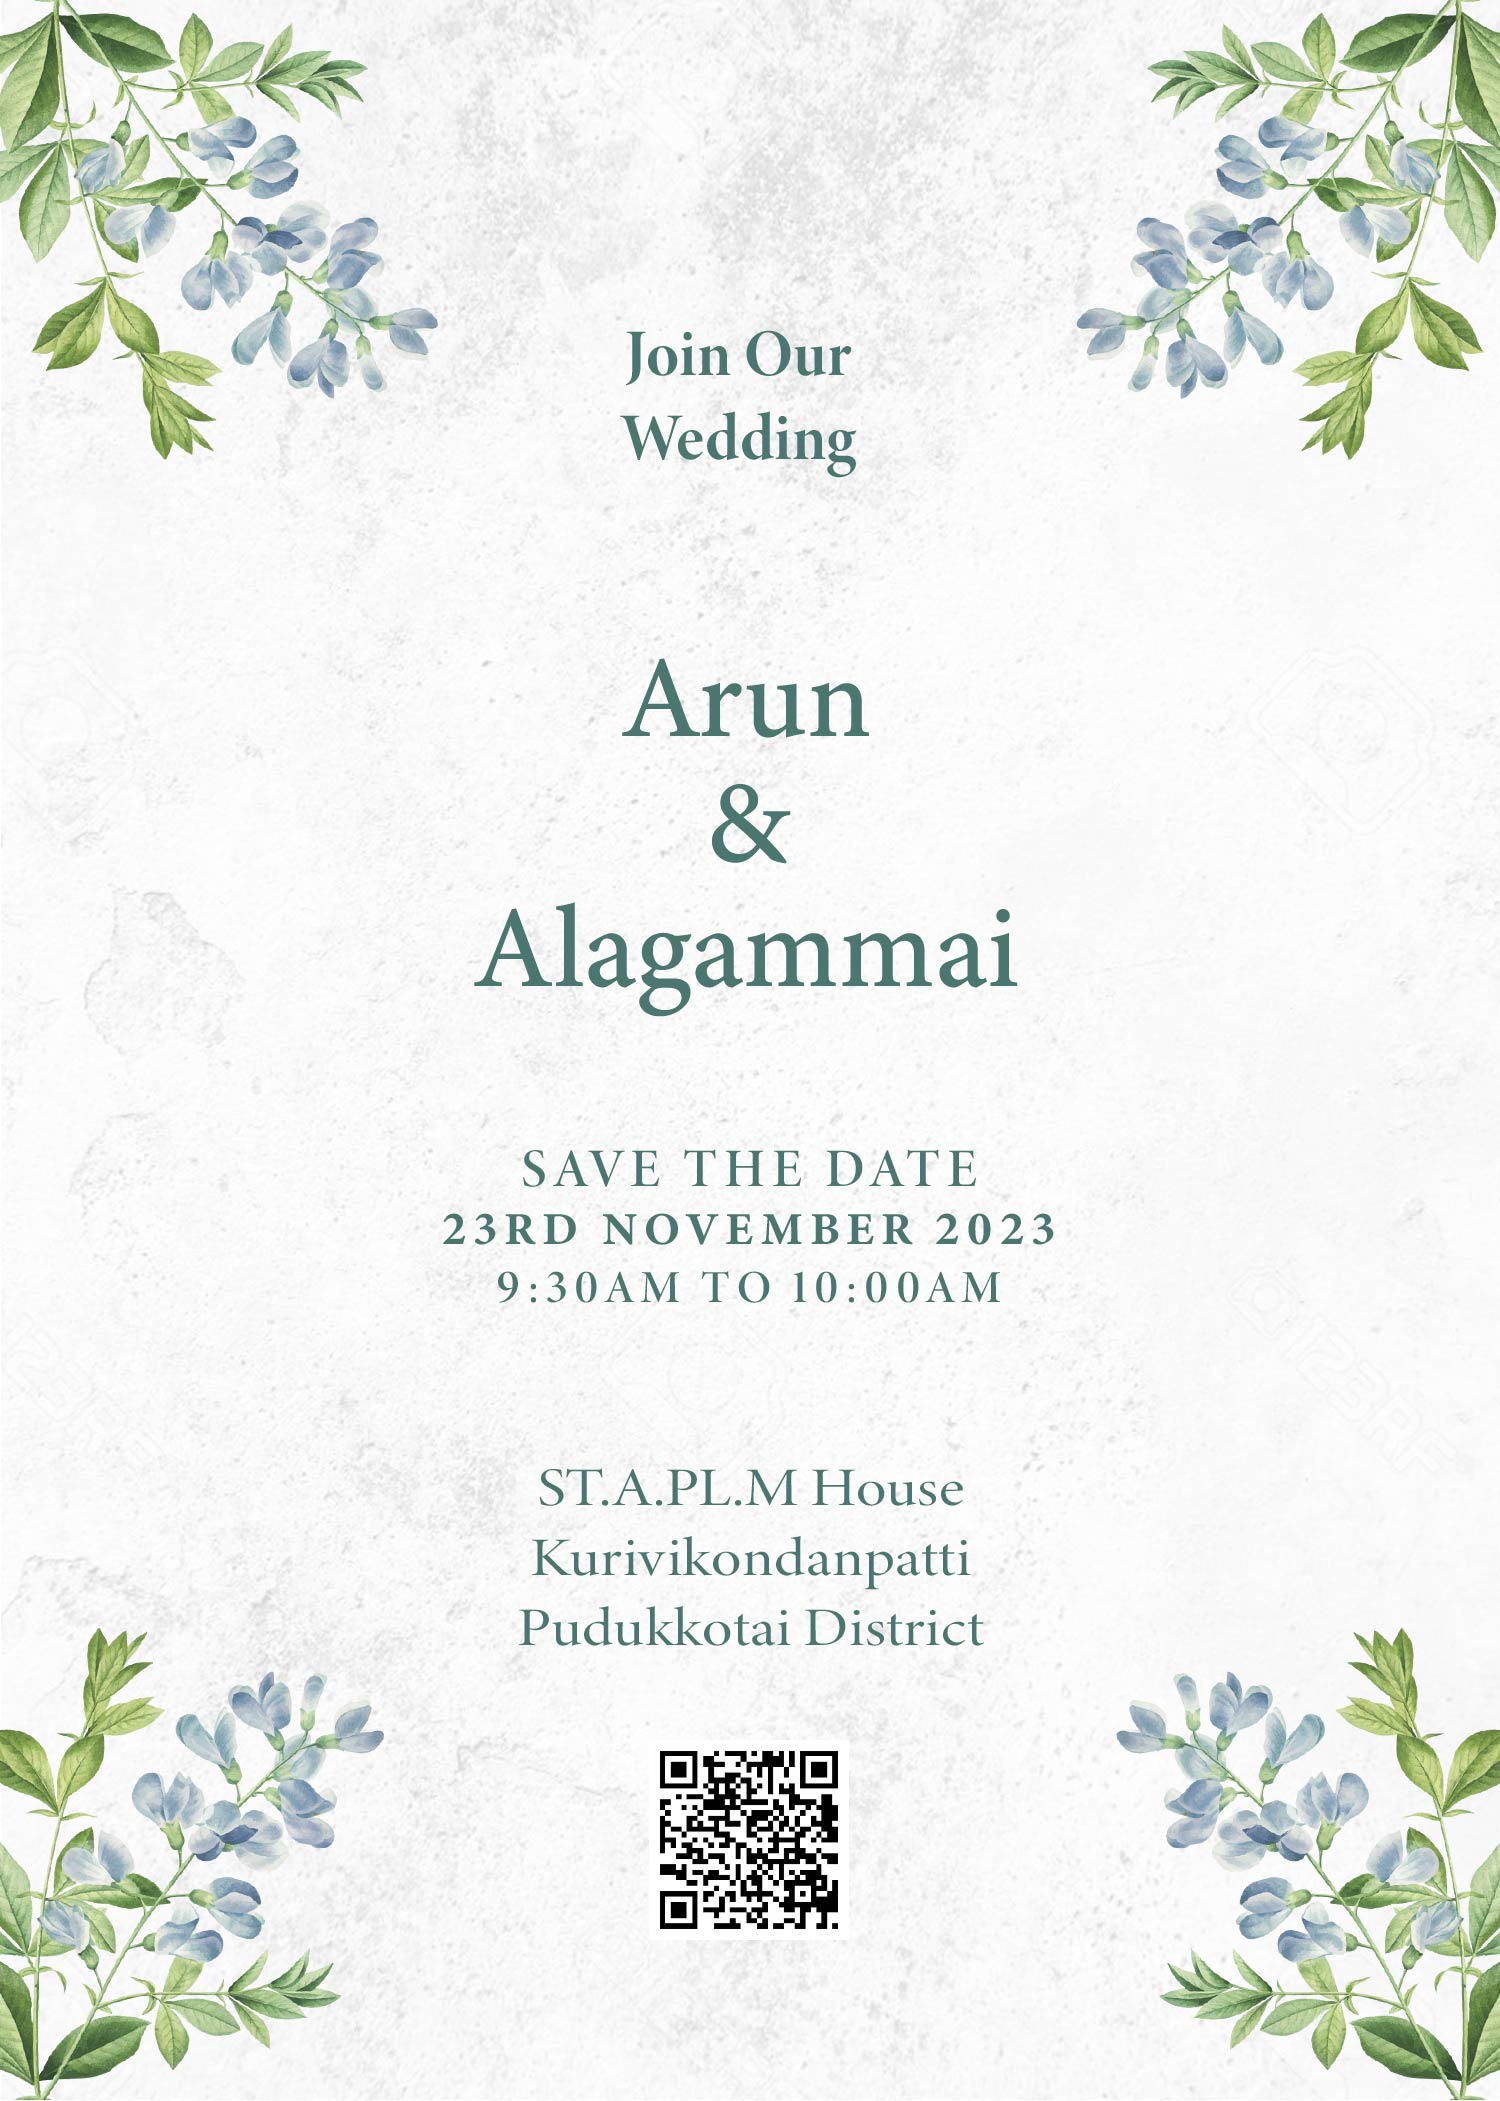 Join Our
Wedding
Arun
&
Alagammai
SAVE THE DATE
23RD NOVEMBER 2023
9:30AM TO 10:00AM
ST.A.PL.M House
Kurivikondanpatti
Pudukkotai District